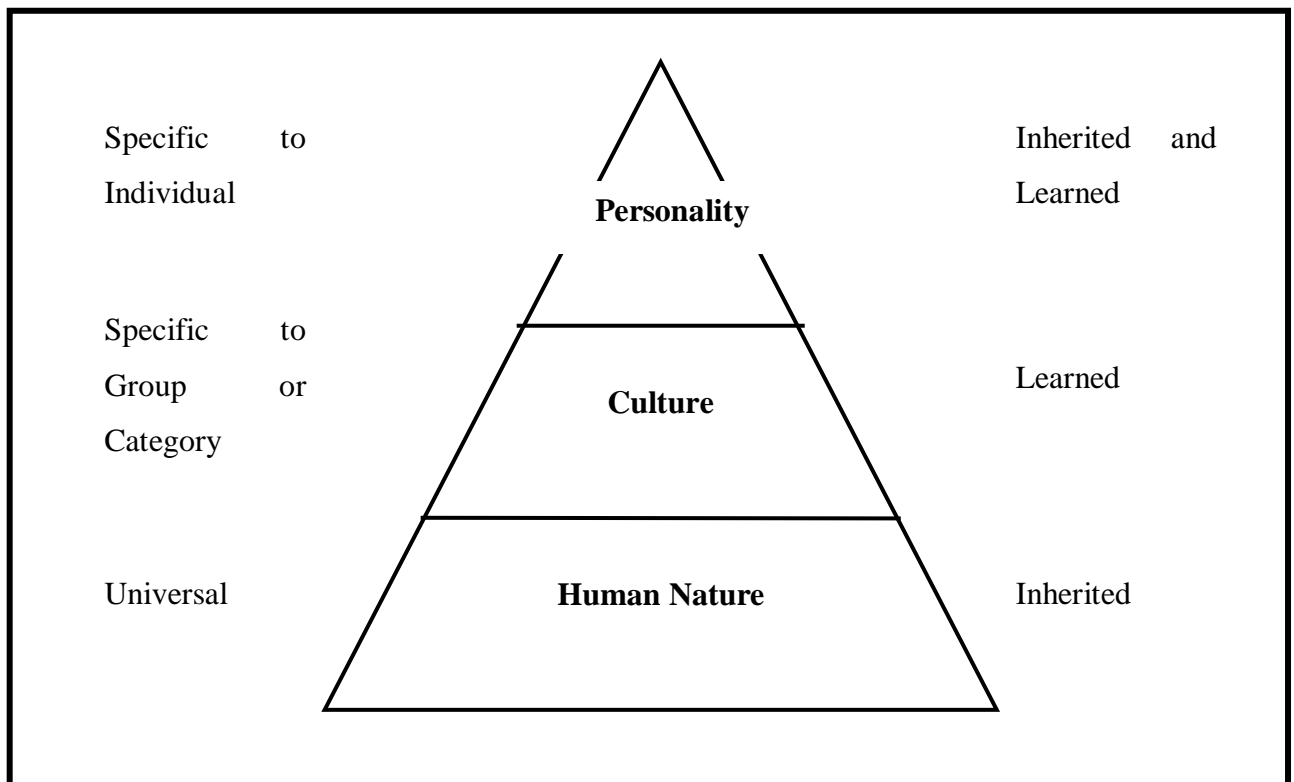 Specific to
Individual
Inherited and
Learned
Personality
Specific to
Group or
Category
Culture
Learned
Universal
Human Nature
Inherited